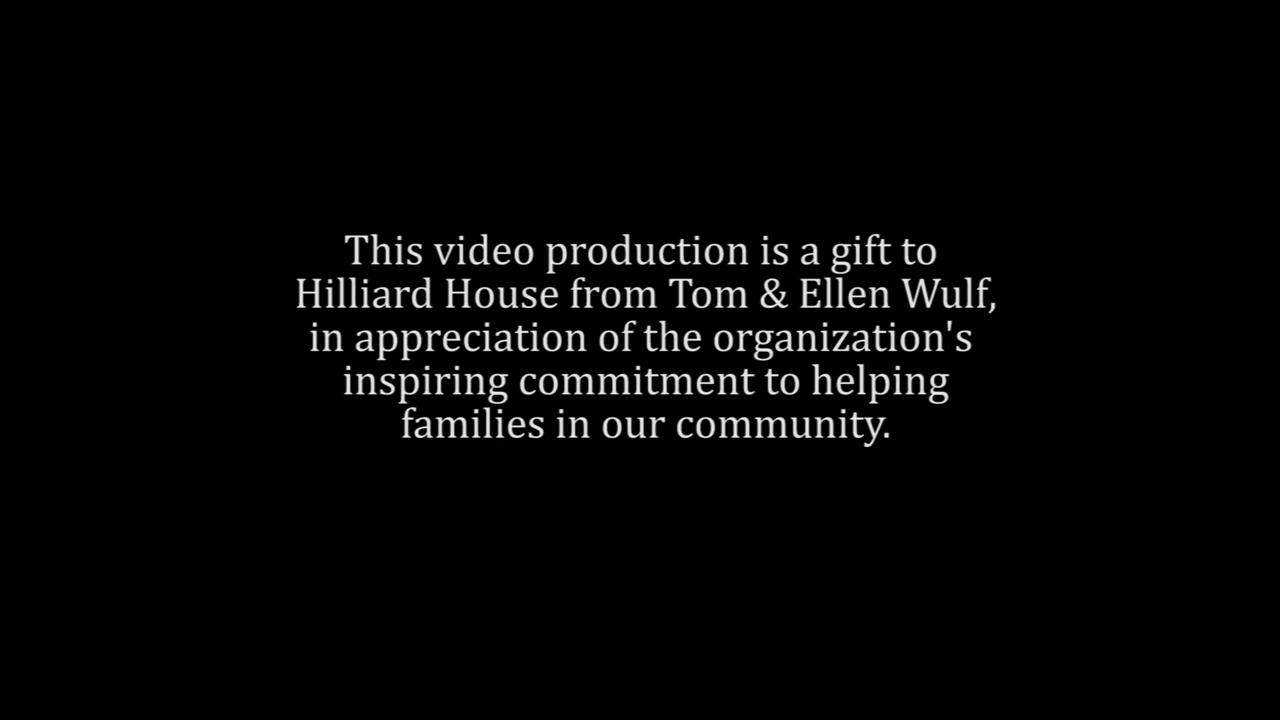 This video production is a gift to
Hilliard House from Tom & Ellen Wulf,
in appreciation of the organization's
inspiring commitment to helping
families in our community.